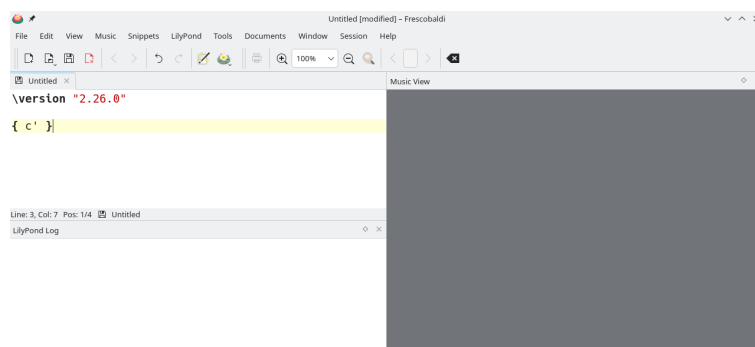 Untitled [modified] – Frescobaldi
File Edit View Music Snippets LilyPond Tools Documents Window Session Help
100%
Untitled
Music View
\version "2.26.0"
{ c' }
Line: 3, Col: 7 Pos: 1/4 Untitled
LilyPond Log